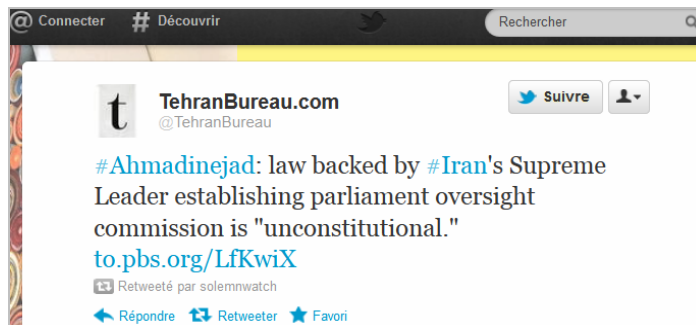 @ Connecter # Découvrir Rechercher
t
TehranBureau.com
@TehranBureau
Suivre
#Ahmadinejad: law backed by #Iran's Supreme
Leader establishing parliament oversight
commission is "unconstitutional."
to.pbs.org/LfKwiX
Retweeté par solemnwatch
Répondre Retweeter Favori